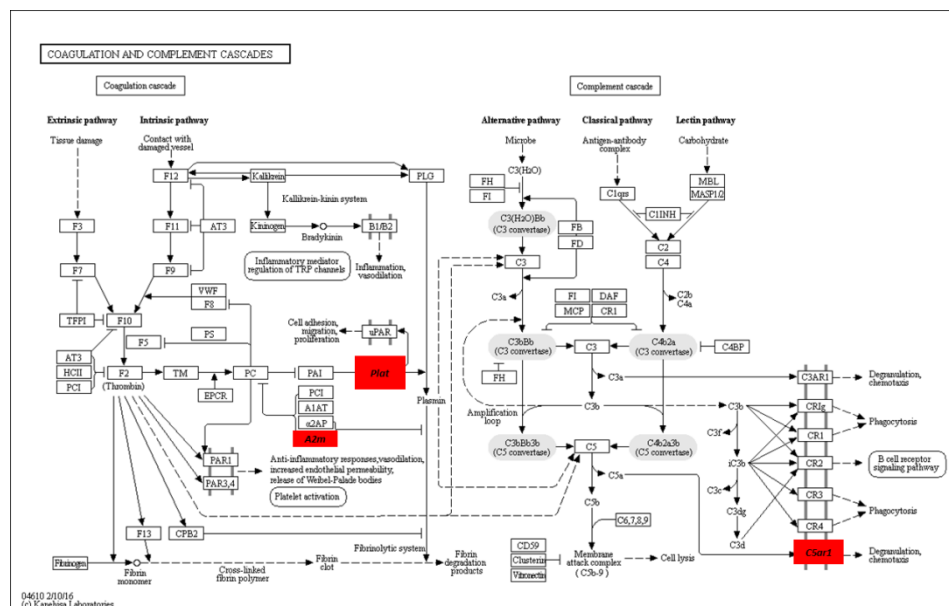 COAGULATION AND COMPLEMENT CASCADES
Coagulation cascade
Complement cascade
Extrinsic pathway
Intrinsic pathway
Alternative pathway
Classical pathway
Lectin pathway
Tissue damage
Contact with
damaged vessel
Microbe
Antigen-antibody
complex
Carbohydrate
F12
Kallikrein
PLG
C3(H2O)
MBL
MASP1/2
FH
FI
C1qrs
Kallikrein-kinin system
C1INH
F3
F11
AT3
Kininogen
Bradykinin
B1/B2
C3(H2O)Bb
(C3 convertase)
FB
FD
C2
C4
F7
F9
Inflammatory mediator
regulation of TRP channels
Inflammation,
vasodilation
C3
VWF
F8
C3a
FI
DAF
MCP
CR1
C2b
C4a
TFPI
F10
Cell adhesion,
migration,
proliferation
uPAR
F5
PS
C3bBb
(C3 convertase)
C3
C4b2a
(C3 convertase)
C4BP
AT3
HCII
PCI
F2
(Thrombin)
TM
PC
PAI
Plat
FH
C3a
C3AR1
Degranulation,
chemotaxis
EPCR
PCI
A1AT
α2AP
A2m
Plasmin
Amplification
loop
C3b
C3b
CRIg
Phagocytosis
C3f
CR1
C3bBb3b
(C5 convertase)
C5
C4b2a3b
(C5 convertase)
PAR1
PAR3,4
Anti-inflammatory responses,vasodilation,
increased endothelial permeability,
release of Weibel-Palade bodies
Platelet activation
iC3b
CR2
B cell receptor
signaling pathway
C5a
C3c
C5b
C3dg
CR3
Phagocytosis
C6,7,8,9
CR4
F13
CPB2
Fibrinolytic system
C3d
CD59
Clusterin
Vitronectin
Membrane
attack complex
(C5b-9)
Cell lysis
C5ar1
Degranulation,
chemotaxis
Fibrinogen
Fibrin
monomer
Cross-linked
fibrin polymer
Fibrin
clot
Fibrin
degradation
products
04610 2/10/16
(c) Kanehisa Laboratories